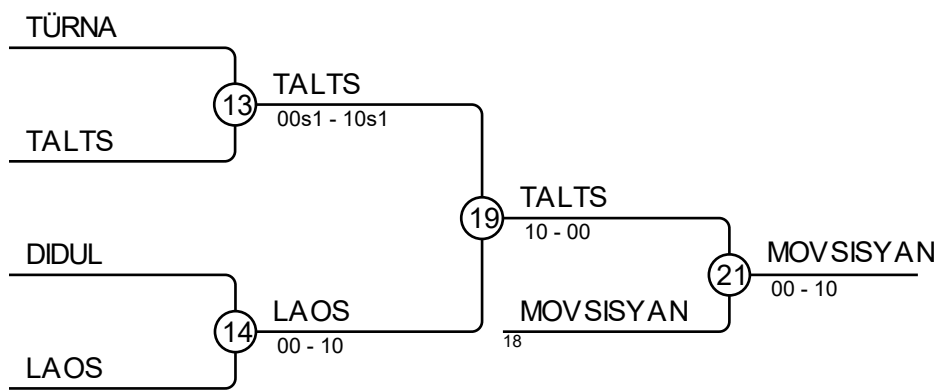 TÜRNA
13
TALTS
00s1 - 10s1
TALTS
19
TALTS
10 - 00
DIDUL
21
MOVSISYAN
00 - 10
14
LAOS
00 - 10
MOVSISYAN
18
LAOS